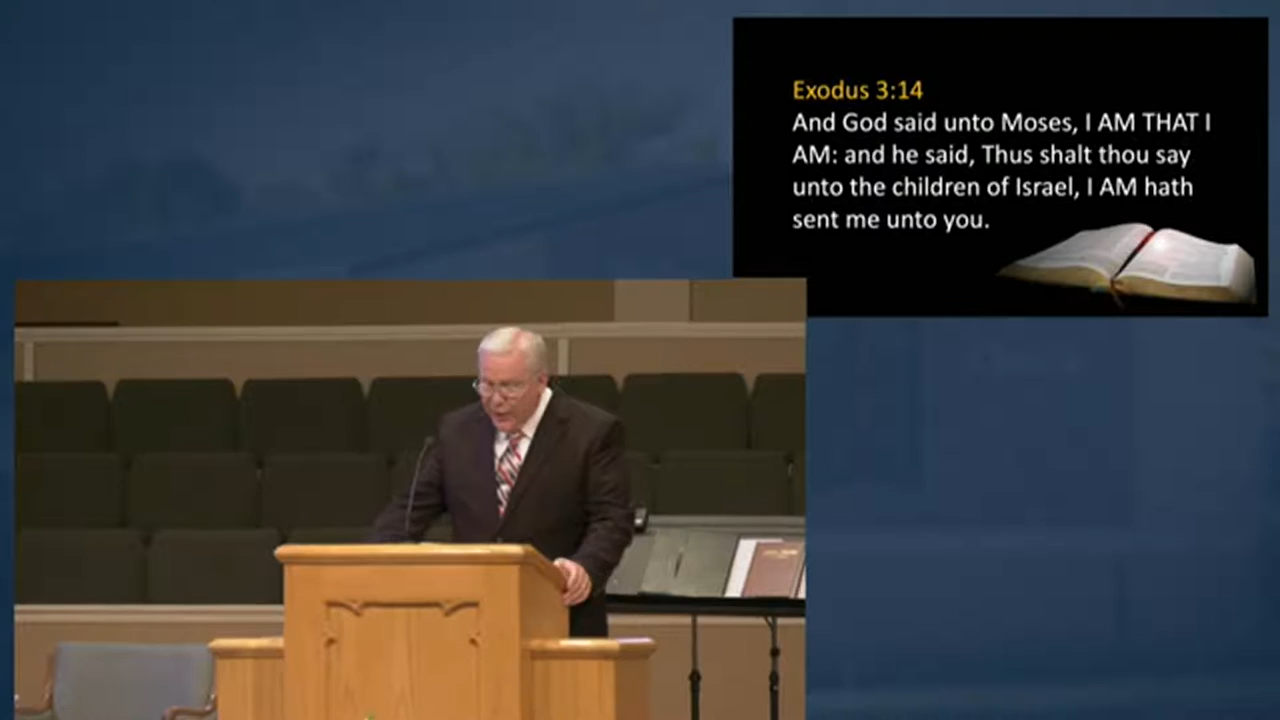 Exodus 3:14
And God said unto Moses, I AM THAT I
AM: and he said, Thus shalt thou say
unto the children of Israel, I AM hath
sent me unto you.